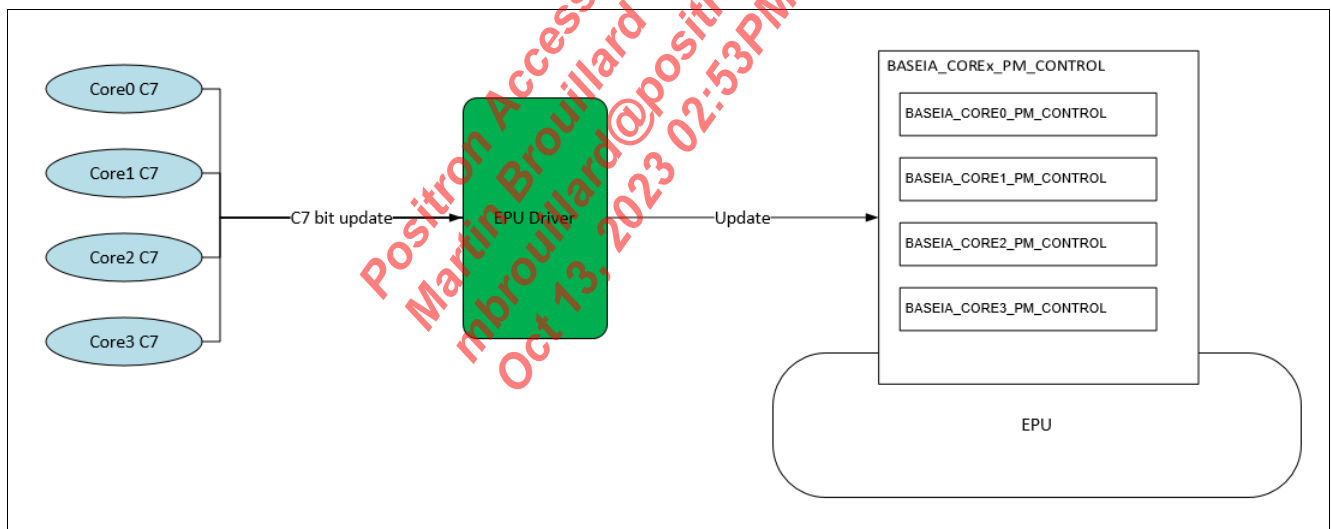 BASEIA_COREx_PM_CONTROL
Core0 C7
BASEIA_CORE0_PM_CONTROL
Core1 C7
BASEIA_CORE1_PM_CONTROL
C7 bit update
EPU Driver
Update
Core2 C7
BASEIA_CORE2_PM_CONTROL
Core3 C7
BASEIA_CORE3_PM_CONTROL
EPU
Positron Access
Martin Brouillard
mbrouillard@positr
Oct 13, 2023 02:53PM